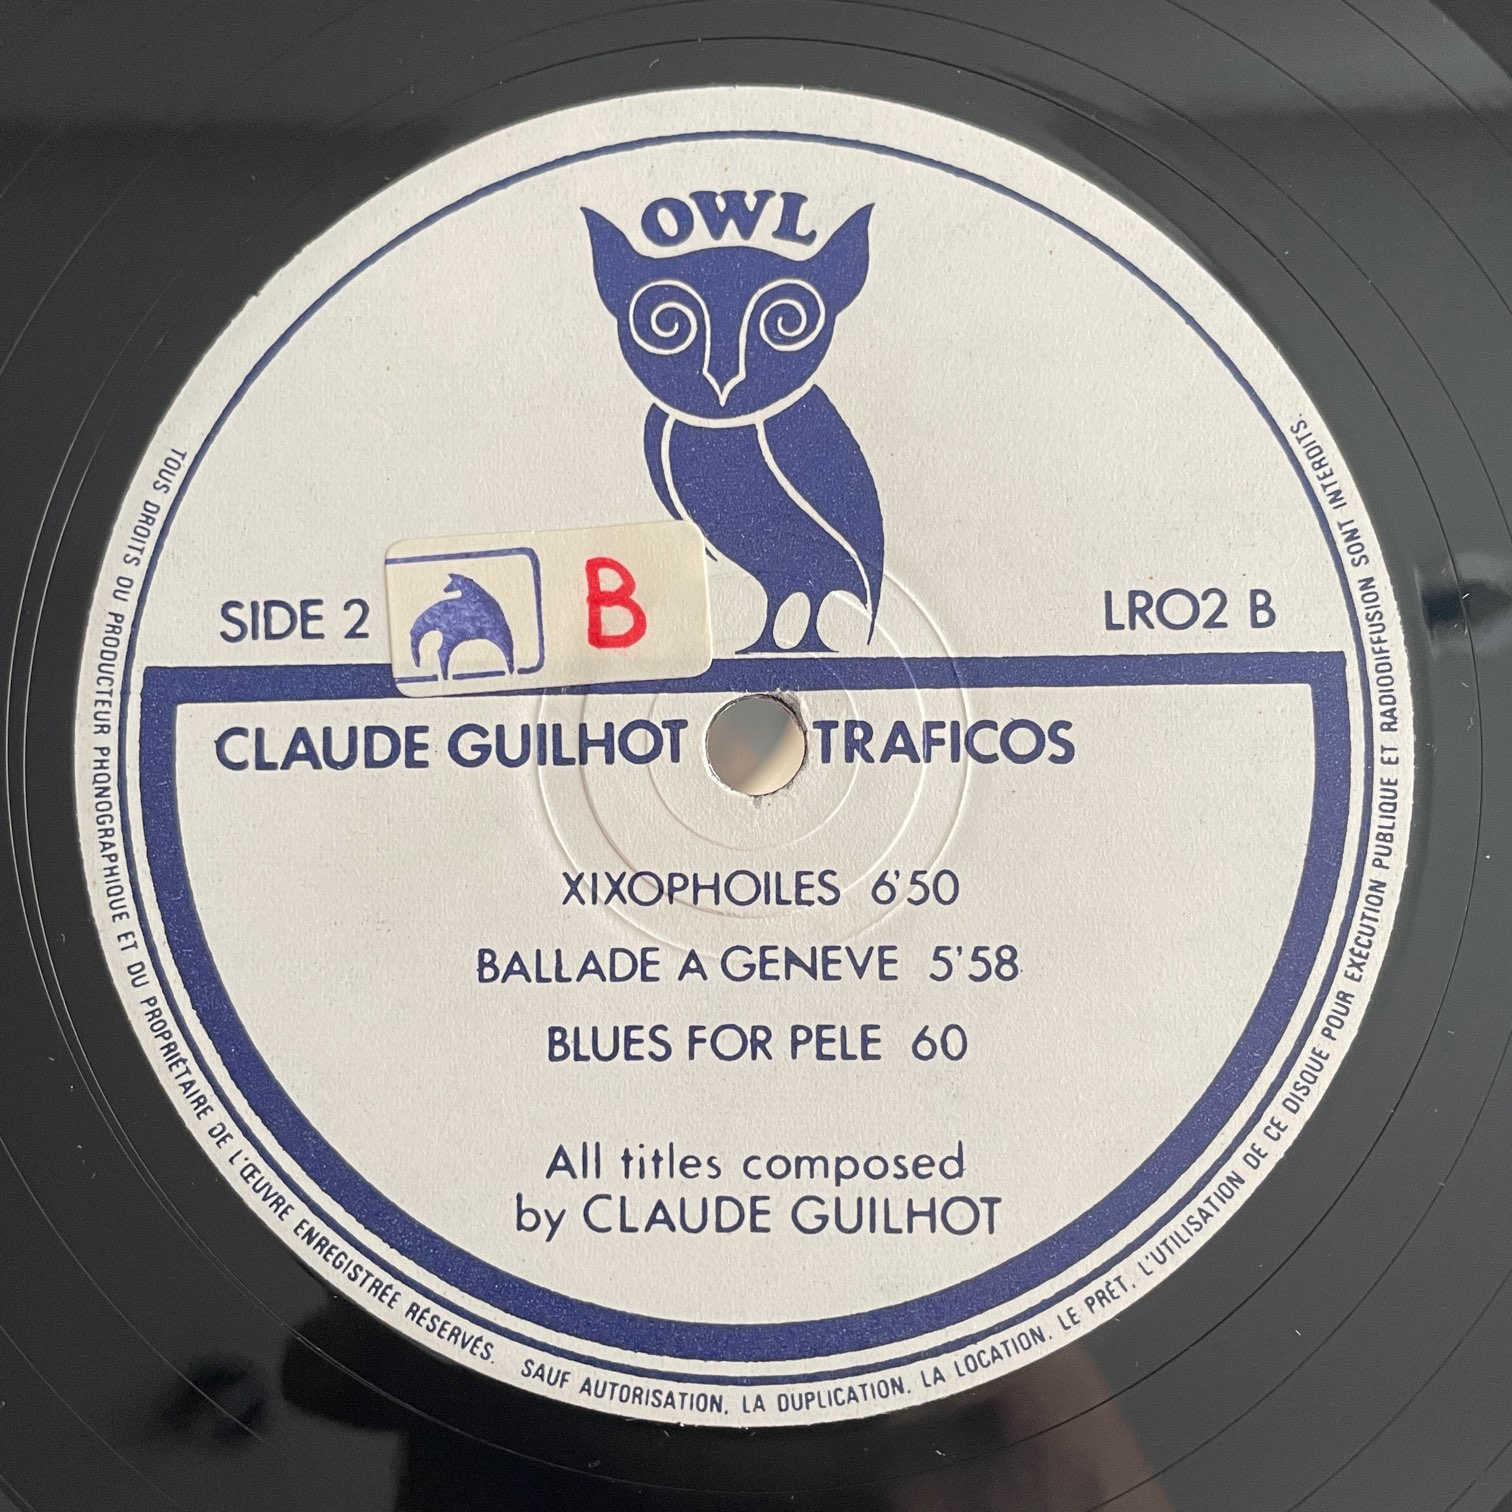 OWL
SIDE 2
B
LRO2 B
CLAUDE GUILHOT TRAFICOS
XIXOPHOILES 6'50
BALLADE A GENEVE 5'58
BLUES FOR PELE 60
All titles composed
by CLAUDE GUILHOT
TOUS DROITS DU PRODUCTEUR PHONOGRAPHIQUE ET DU PROPRIÉTAIRE DE L'ŒUVRE ENREGISTRÉE RÉSERVÉS. SAUF AUTORISATION, LA DUPLICATION, LA LOCATION, LE PRÊT, L'UTILISATION DE CE DISQUE POUR EXÉCUTION PUBLIQUE ET RADIODIFFUSION SONT INTERDITS.